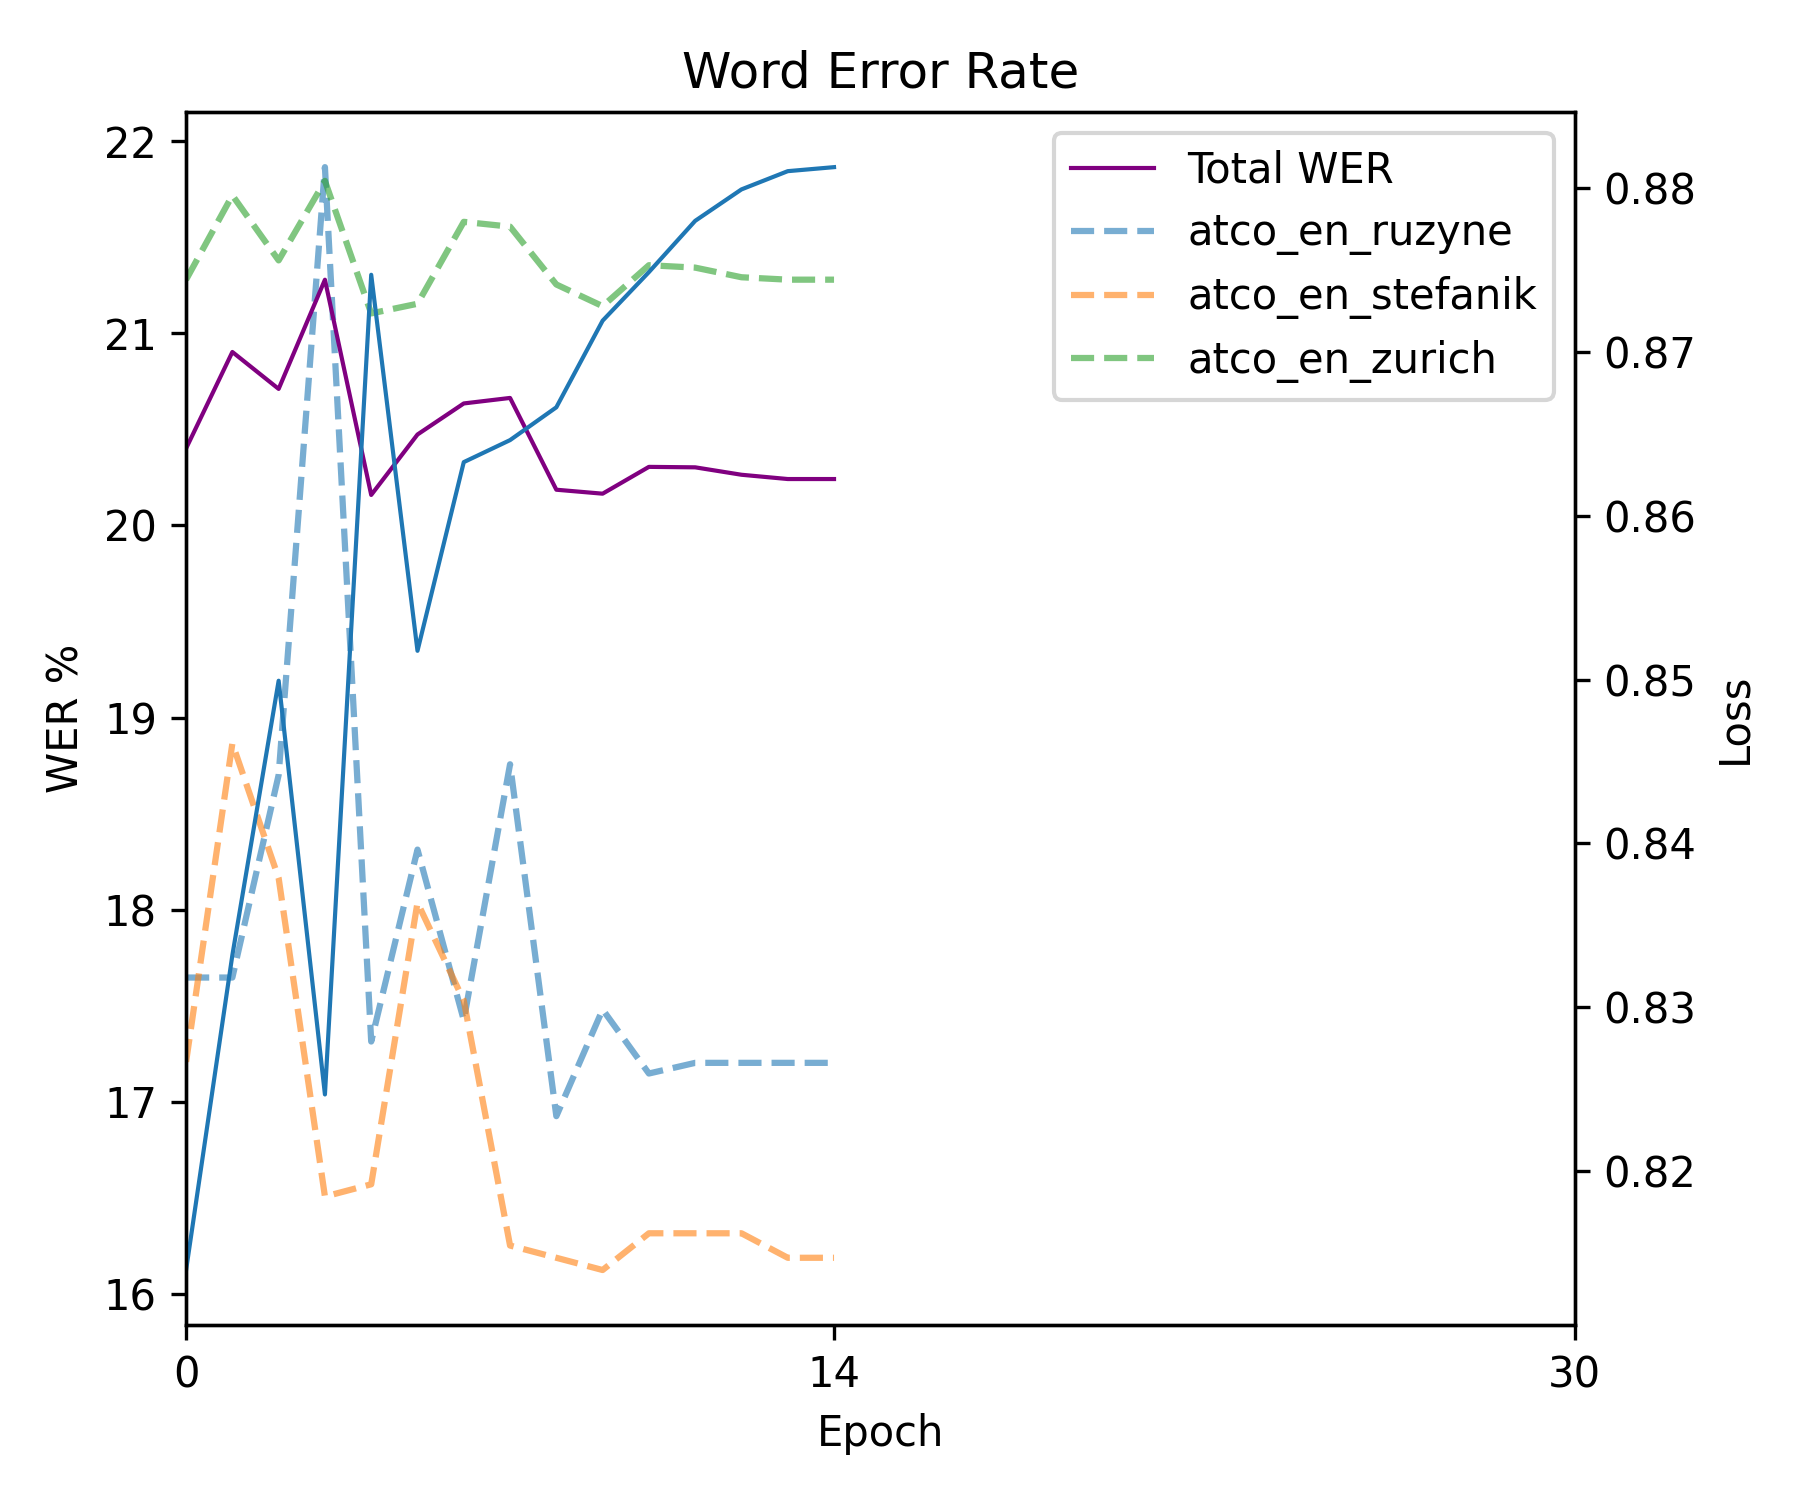 Word Error Rate
22
21
20
19
18
17
16
WER %
Total WER
atco_en_ruzyne
atco_en_stefanik
atco_en_zurich
0.88
0.87
0.86
0.85
0.84
0.83
0.82
Loss
0 14 30
Epoch